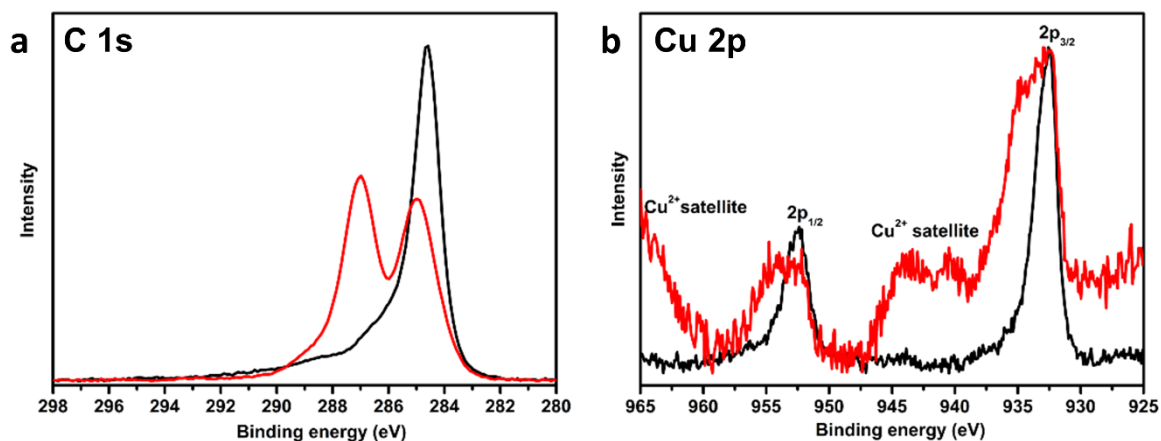 a C 1s
Intensity
298 296 294 292 290 288 286 284 282 280
Binding energy (eV)
b Cu 2p
2p3/2
Cu2+ satellite
2p1/2
Cu2+ satellite
Intensity
965 960 955 950 945 940 935 930 925
Binding energy (eV)